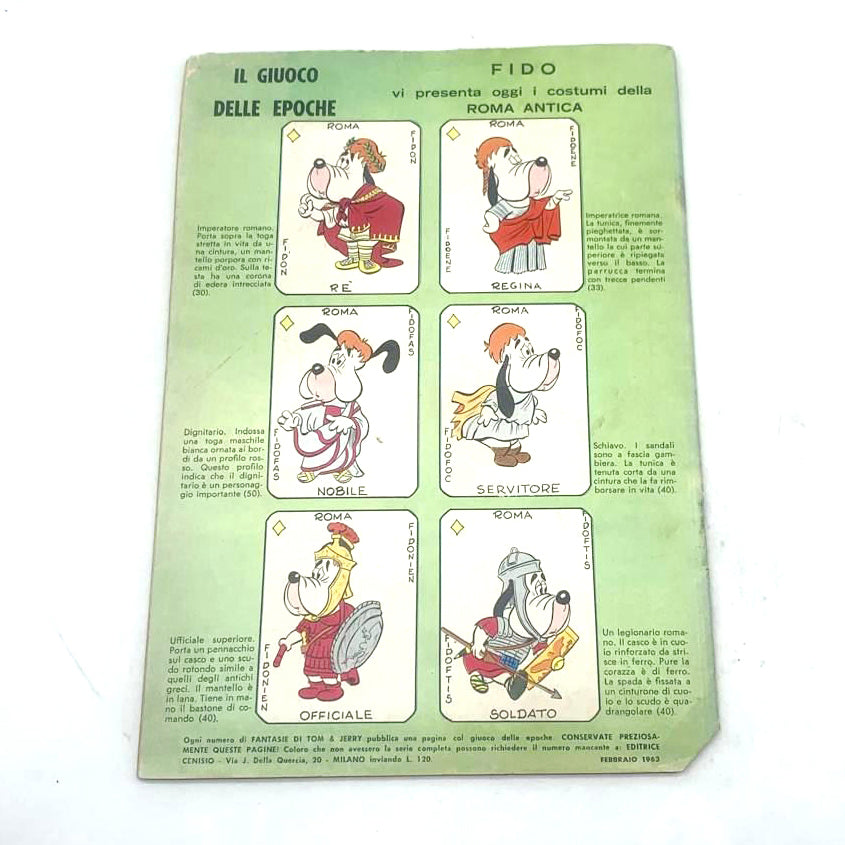 IL GIUOCO
DELLE EPOCHE
FIDO
vi presenta oggi i costumi della
ROMA ANTICA
ROMA
FIDON
FIDON
RE'
Imperatore romano.
Porta sopra la toga
stretta in vita da u-
na cintura, un man-
tello porpora con ri-
cami d'oro. Sulla te-
sta ha una corona
di edera intrecciata
(30).
ROMA
FIDOENE
FIDOENE
REGINA
Imperatrice romana.
La tunica, finemente
pieghettata, è sor-
montata da un man-
tello la cui parte su-
periore è ripiegata
verso il basso. La
parrucca termina
con trecce pendenti
(33).
ROMA
FIDOFAS
FIDOFAS
NOBILE
Dignitario. Indossa
una toga maschile
bianca ornata ai bor-
di da un profilo ros-
so. Questo profilo
indica che il digni-
tario è un personag-
gio importante (50).
ROMA
FIDOFOC
FIDOFOC
SERVITORE
Schiavo. I sandali
sono a fascia gam-
biera. La tunica è
tenuta corta da una
cintura che la fa rim-
borsare in vita (40).
ROMA
FIDONIEN
FIDONIEN
OFFICIALE
Ufficiale superiore.
Porta un pennacchio
sul casco e uno scu-
do rotondo simile a
quelli degli antichi
greci. Il mantello è
in lana. Tiene in ma-
no il bastone di co-
mando (40).
ROMA
FIDOFTIS
FIDOFTIS
SOLDATO
Un legionario roma-
no. Il casco è in cuo-
io rinforzato da stri-
sce in ferro. Pure la
corazza è di ferro.
La spada è fissata a
un cinturone di cuo-
io e lo scudo è qua-
drangolare (40).
Ogni numero di FANTASIE DI TOM & JERRY pubblica una pagina col giuoco delle epoche. CONSERVATE PREZIOSA-
MENTE QUESTE PAGINE! Coloro che non avessero la serie completa possono richiedere il numero mancante a: EDITRICE
CENISIO - Via J. Della Quercia, 20 - MILANO inviando L. 120.
FEBBRAIO 1963